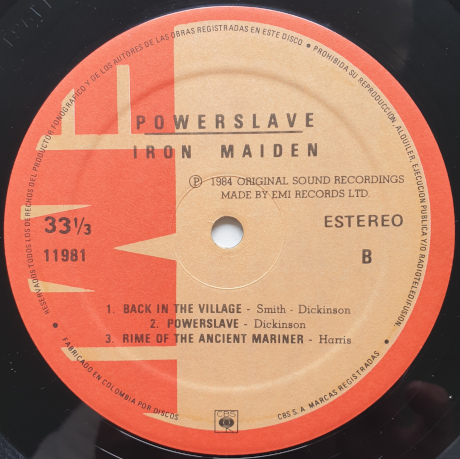 RESERVADOS TODOS LOS DERECHOS DEL PRODUCTOR FONOGRAFICO Y DE LOS AUTORES DE LAS OBRAS REGISTRADAS EN ESTE DISCO • PROHIBIDA SU REPRODUCCION, ALQUILER, EJECUCION PUBLICA Y/O RADIOTELEDIFUSION.
POWERSLAVE
IRON MAIDEN
Ⓟ 1984 ORIGINAL SOUND RECORDINGS
MADE BY EMI RECORDS LTD.
33⅓ ESTEREO
11981 B
1. BACK IN THE VILLAGE - Smith - Dickinson
2. POWERSLAVE - Dickinson
3. RIME OF THE ANCIENT MARINER - Harris
• FABRICADO EN COLOMBIA POR DISCOS CBS S. A. MARCAS REGISTRADAS •
CBS